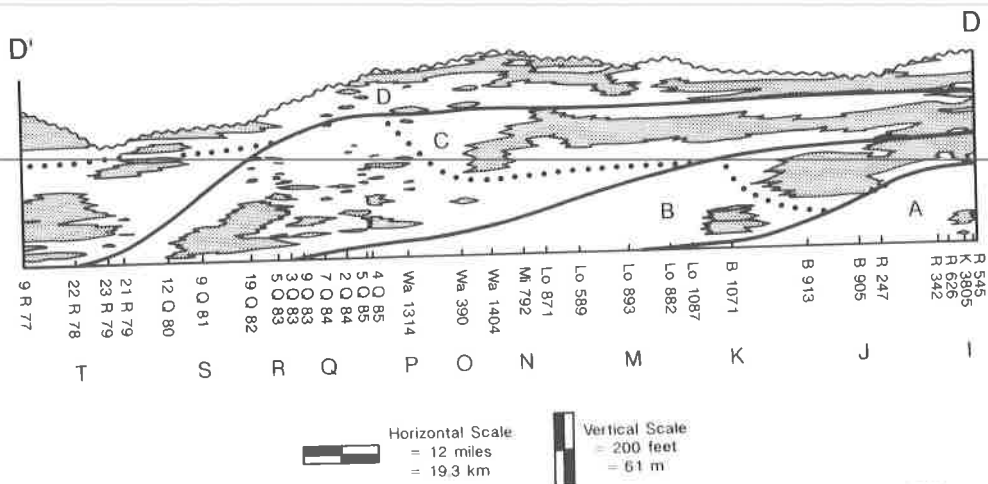 D' D
D
C
B
A
9 R 77
22 R 78
23 R 79
21 R 79
12 Q 80
9 Q 81
19 Q 82
5 Q 83
3 Q 83
9 Q 83
7 Q 84
2 Q 84
5 Q 85
4 Q 85
Wa 1314
Wa 390
Wa 1404
Mi 792
Lo 871
Lo 589
Lo 893
Lo 882
Lo 1087
B 1071
B 913
B 905
R 247
R 342
R 626
K 3805
R 545
T S R Q P O N M K J I
Horizontal Scale
= 12 miles
= 19.3 km
Vertical Scale
= 200 feet
= 61 m